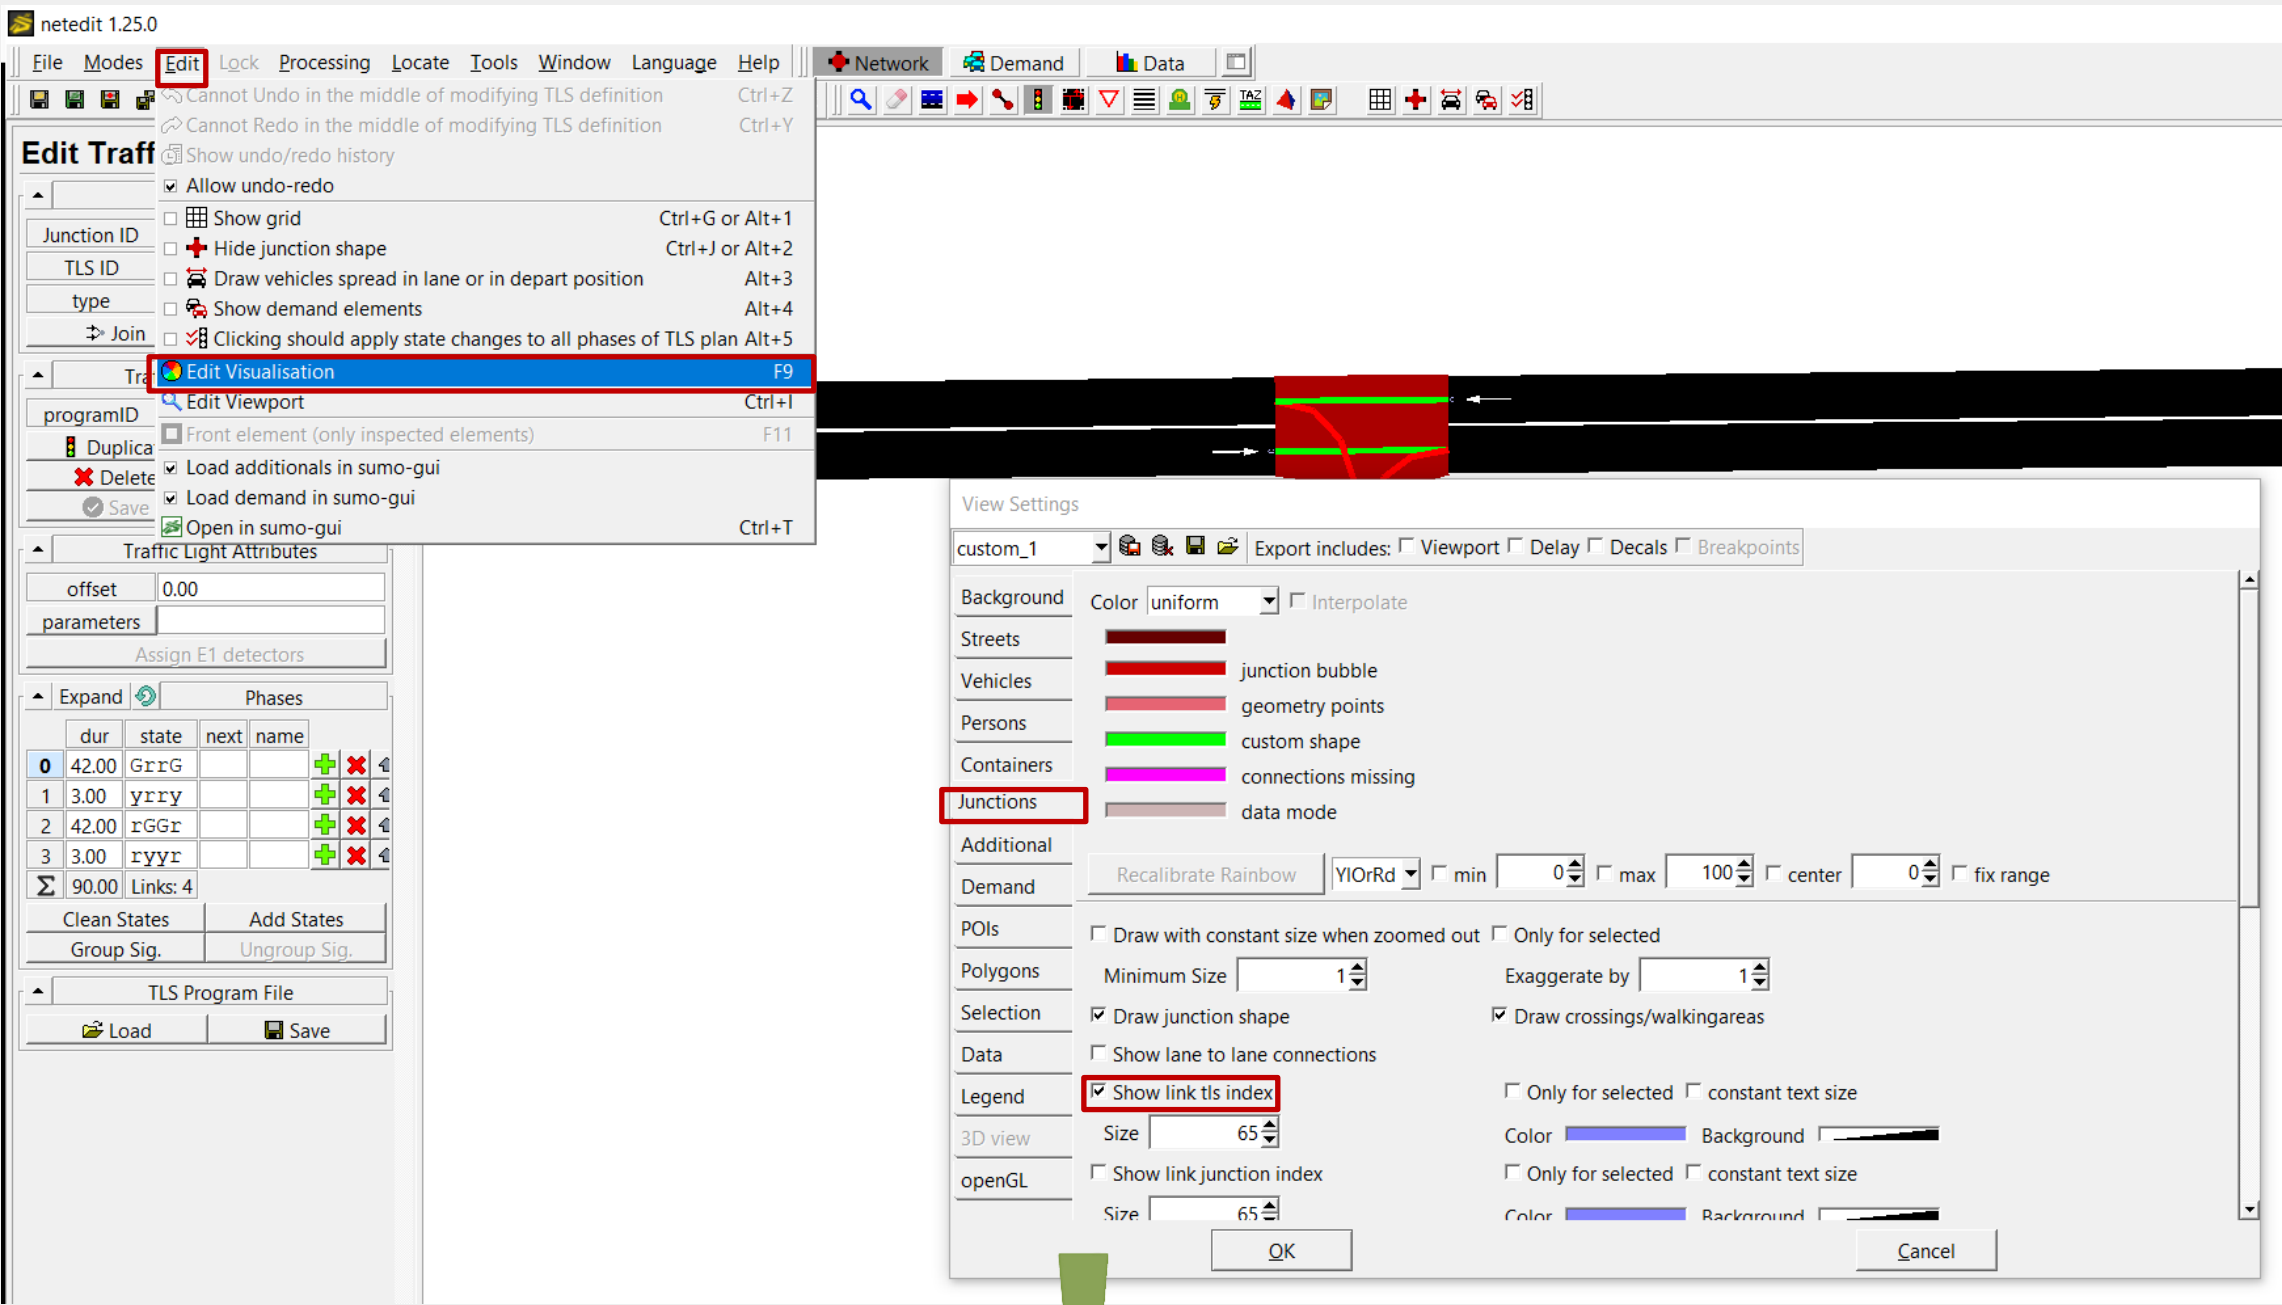 netedit 1.25.0
File Modes Edit Lock Processing Locate Tools Window Language Help Network Demand Data
Cannot Undo in the middle of modifying TLS definition Ctrl+Z
TAZ
Cannot Redo in the middle of modifying TLS definition Ctrl+Y
Edit Traff
Show undo/redo history
Allow undo-redo
Show grid Ctrl+G or Alt+1
Junction ID
Hide junction shape Ctrl+J or Alt+2
TLS ID
Draw vehicles spread in lane or in depart position Alt+3
type
Show demand elements Alt+4
Join
Clicking should apply state changes to all phases of TLS plan Alt+5
Tra
Edit Visualisation F9
Edit Viewport Ctrl+I
programID
Front element (only inspected elements) F11
Duplica
Load additionals in sumo-gui
Delete
Load demand in sumo-gui
Save
Open in sumo-gui Ctrl+T
Traffic Light Attributes
offset 0.00
parameters
Assign E1 detectors
Expand Phases
dur state next name
0 42.00 GrrG
1 3.00 yrry
2 42.00 rGGr
3 3.00 ryyr
Σ 90.00 Links: 4
Clean States Add States
Group Sig. Ungroup Sig.
TLS Program File
Load Save
View Settings
custom_1 Export includes: Viewport Delay Decals Breakpoints
Background
Streets
Vehicles
Persons
Containers
Junctions
Additional
Demand
POIs
Polygons
Selection
Data
Legend
3D view
openGL
Color uniform Interpolate
junction bubble
geometry points
custom shape
connections missing
data mode
Recalibrate Rainbow YlOrRd min 0 max 100 center 0 fix range
Draw with constant size when zoomed out Only for selected
Minimum Size 1 Exaggerate by 1
Draw junction shape Draw crossings/walkingareas
Show lane to lane connections
Show link tls index Only for selected constant text size
Size 65 Color Background
Show link junction index Only for selected constant text size
Size 65 Color Background
OK Cancel